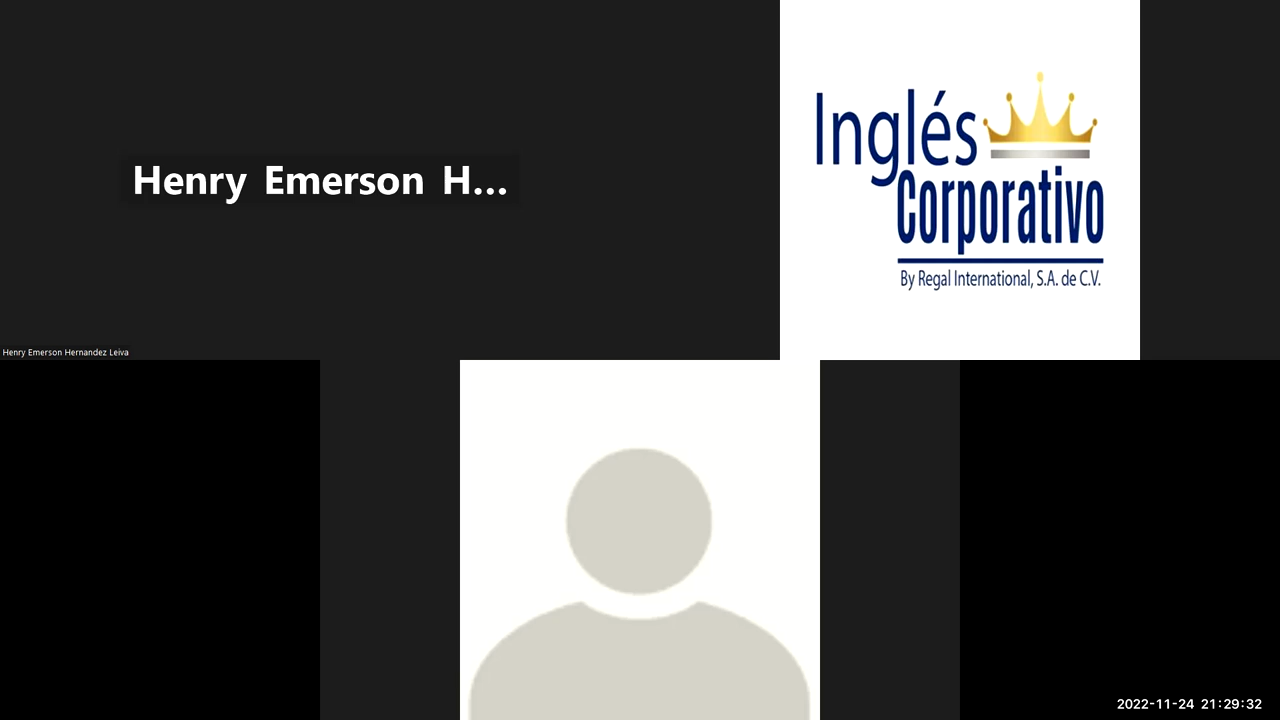 Henry Emerson H...
Inglés
Corporativo
By Regal International, S.A. de C.V.
Henry Emerson Hernandez Leiva
2022-11-24 21:29:32